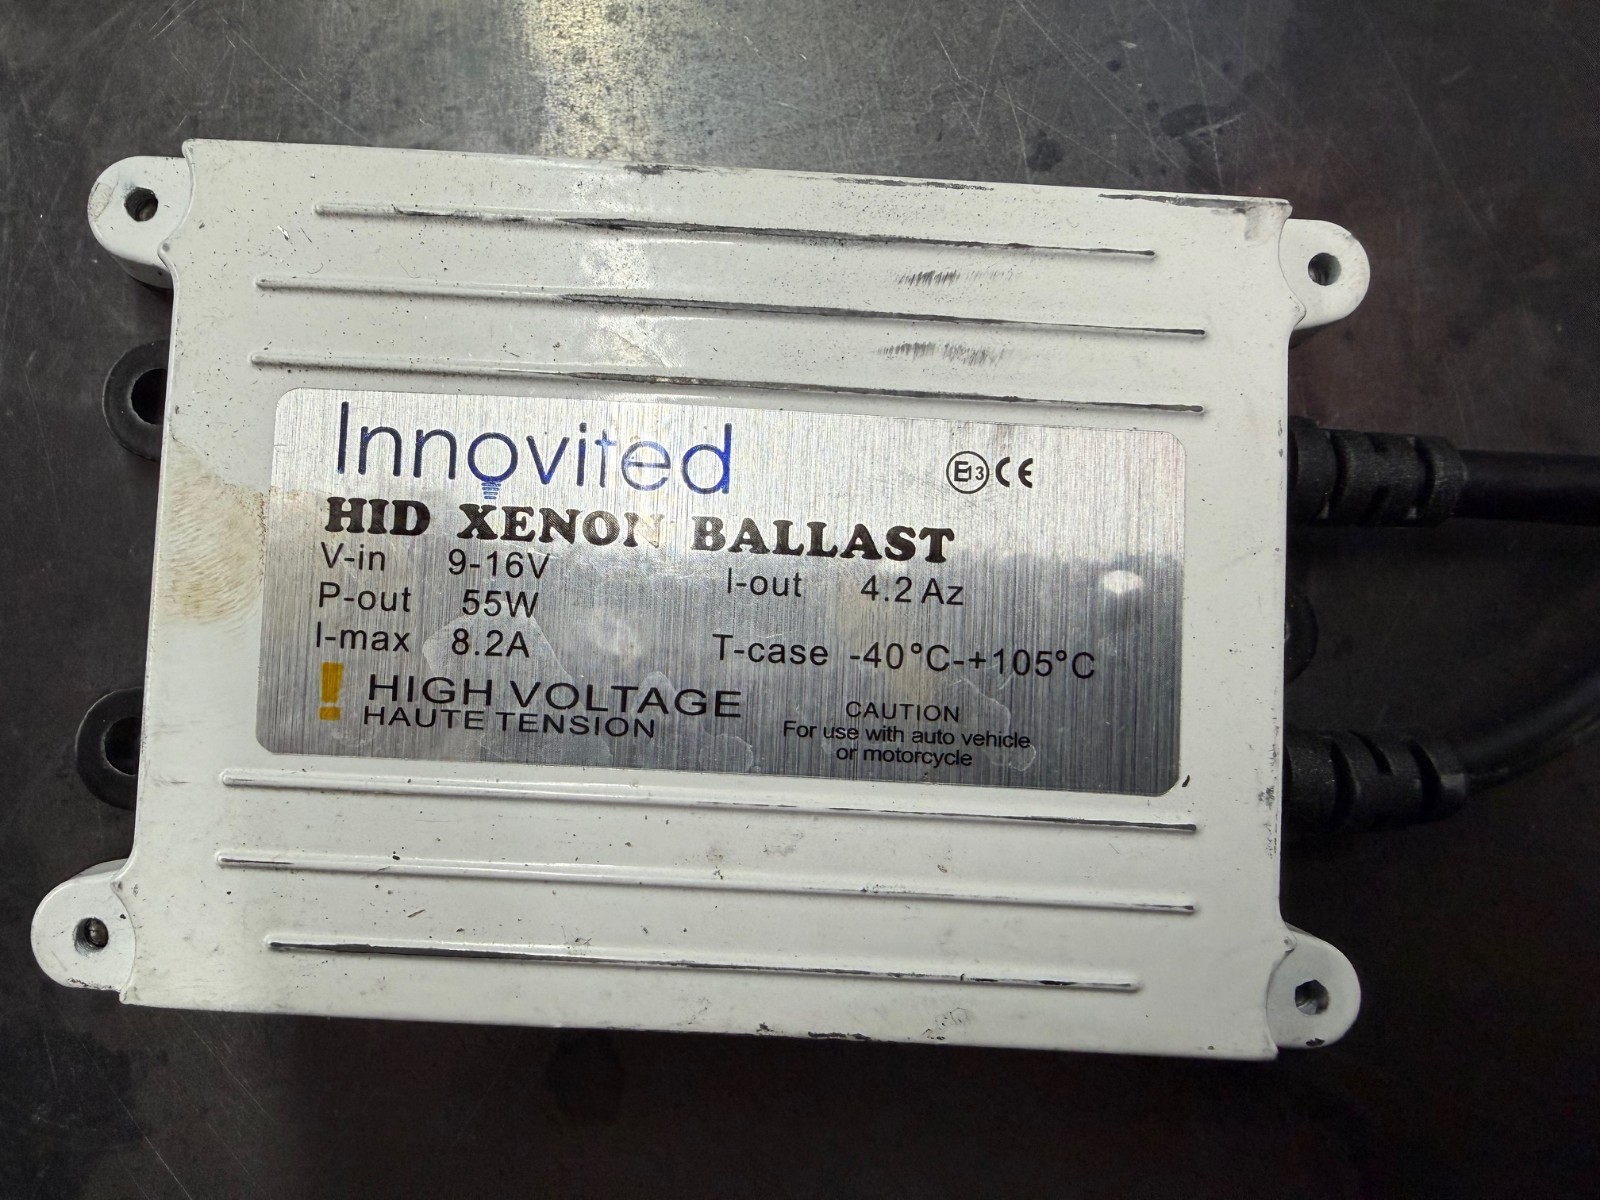 Innovited
E13 CE
HID XENON BALLAST
V-in 9-16V
I-out 4.2 Az
P-out 55W
I-max 8.2A
T-case -40°C-+105°C
! HIGH VOLTAGE
HAUTE TENSION
CAUTION
For use with auto vehicle
or motorcycle